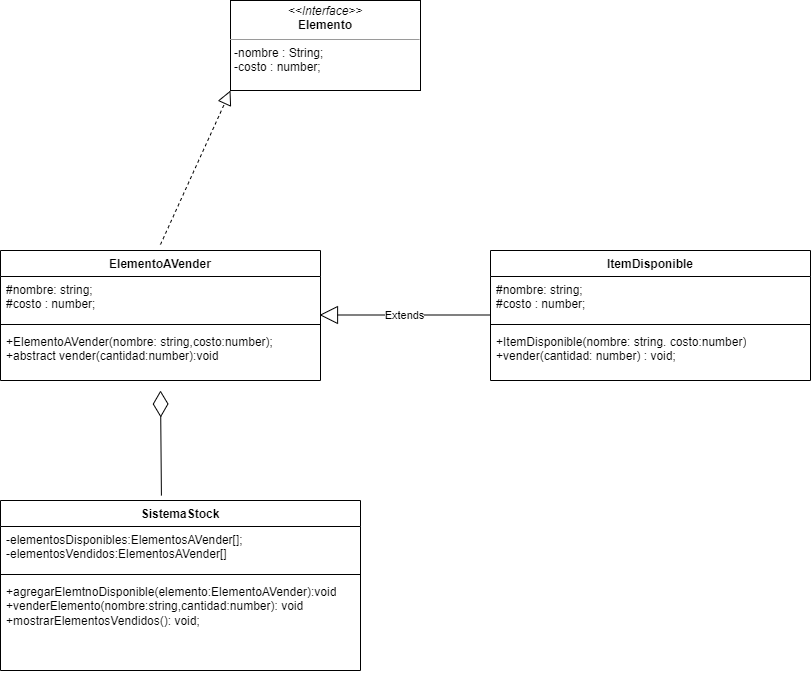 <<Interface>>
Elemento
-nombre : String;
-costo : number;
ElementoAVender
#nombre: string;
#costo : number;
+ElementoAVender(nombre: string,costo:number);
+abstract vender(cantidad:number):void
Extends
ItemDisponible
#nombre: string;
#costo : number;
+ItemDisponible(nombre: string. costo:number)
+vender(cantidad: number) : void;
SistemaStock
-elementosDisponibles:ElementosAVender[];
-elementosVendidos:ElementosAVender[]
+agregarElemtnoDisponible(elemento:ElementoAVender):void
+venderElemento(nombre:string,cantidad:number): void
+mostrarElementosVendidos(): void;